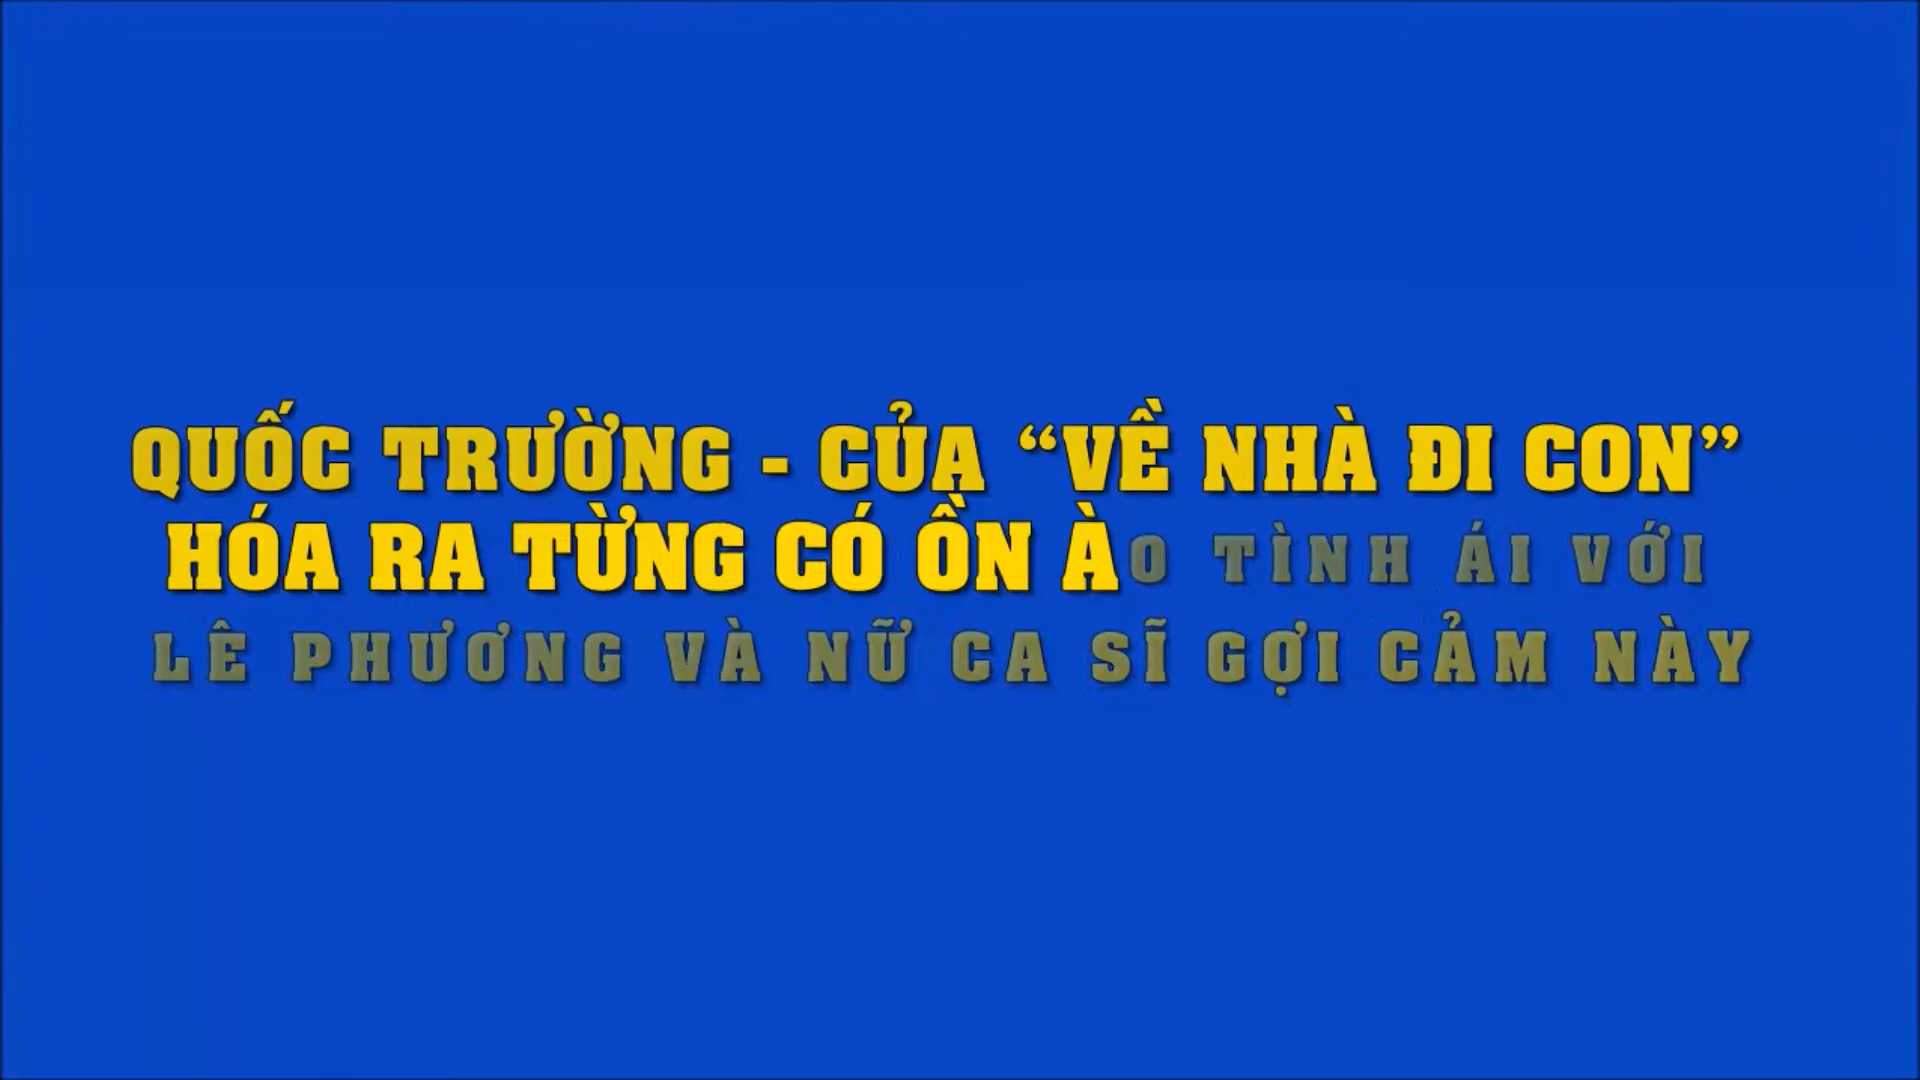 QUỐC TRƯỜNG - CỦA “VỀ NHÀ ĐI CON”
HÓA RA TỪNG CÓ ỒN ÀO TÌNH ÁI VỚI
LÊ PHƯƠNG VÀ NỮ CA SĨ GỢI CẢM NÀY